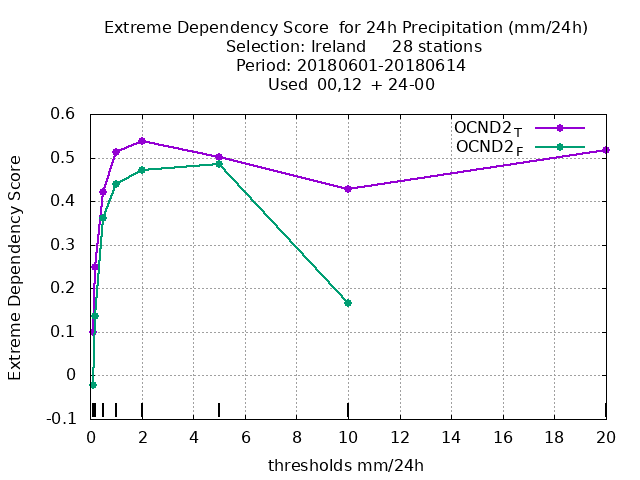 Extreme Dependency Score  for 24h Precipitation (mm/24h)
Selection: Ireland     28 stations
Period: 20180601-20180614
Used  00,12  + 24-00
OCND2T
OCND2F
0.6
0.5
0.4
0.3
0.2
0.1
0
-0.1
Extreme Dependency Score
0 2 4 6 8 10 12 14 16 18 20
thresholds mm/24h